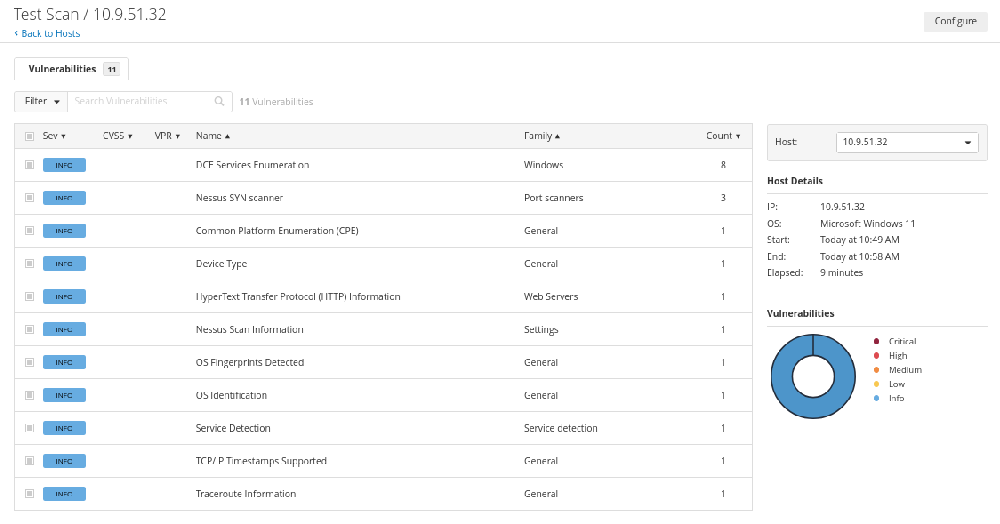 Test Scan / 10.9.51.32
Configure
Back to Hosts
Vulnerabilities 11
Filter Search Vulnerabilities 11 Vulnerabilities
Sev CVSS VPR Name Family Count
INFO DCE Services Enumeration Windows 8
INFO Nessus SYN scanner Port scanners 3
INFO Common Platform Enumeration (CPE) General 1
INFO Device Type General 1
INFO HyperText Transfer Protocol (HTTP) Information Web Servers 1
INFO Nessus Scan Information Settings 1
INFO OS Fingerprints Detected General 1
INFO OS Identification General 1
INFO Service Detection Service detection 1
INFO TCP/IP Timestamps Supported General 1
INFO Traceroute Information General 1
Host: 10.9.51.32
Host Details
IP: 10.9.51.32
OS: Microsoft Windows 11
Start: Today at 10:49 AM
End: Today at 10:58 AM
Elapsed: 9 minutes
Vulnerabilities
Critical
High
Medium
Low
Info